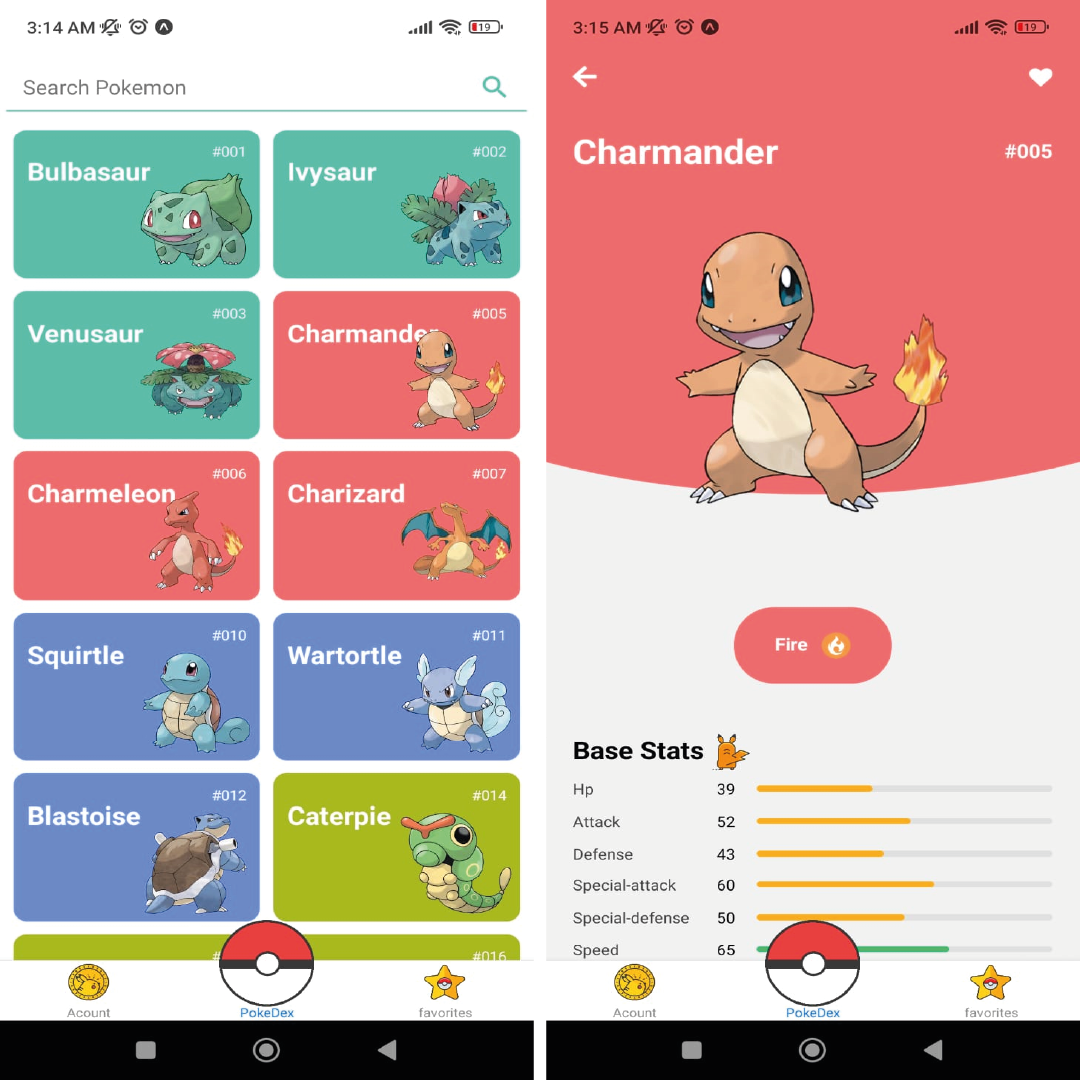 3:14 AM
19
Search Pokemon
#001
Bulbasaur
#002
Ivysaur
#003
Venusaur
#005
Charmander
#006
Charmeleon
#007
Charizard
#010
Squirtle
#011
Wartortle
#012
Blastoise
#014
Caterpie
#016
Acount
PokeDex
favorites
3:15 AM
19
Charmander #005
Fire
Base Stats
Hp 39
Attack 52
Defense 43
Special-attack 60
Special-defense 50
Speed 65
Acount
PokeDex
favorites